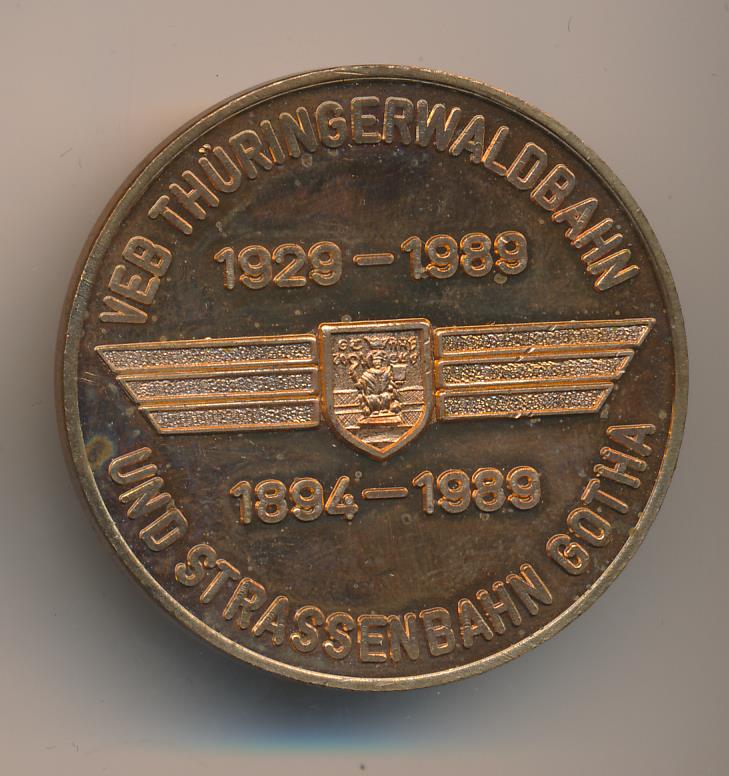 VEB THÜRINGERWALDBAHN
1929 – 1989
1894 – 1989
UND STRASSENBAHN GOTHA